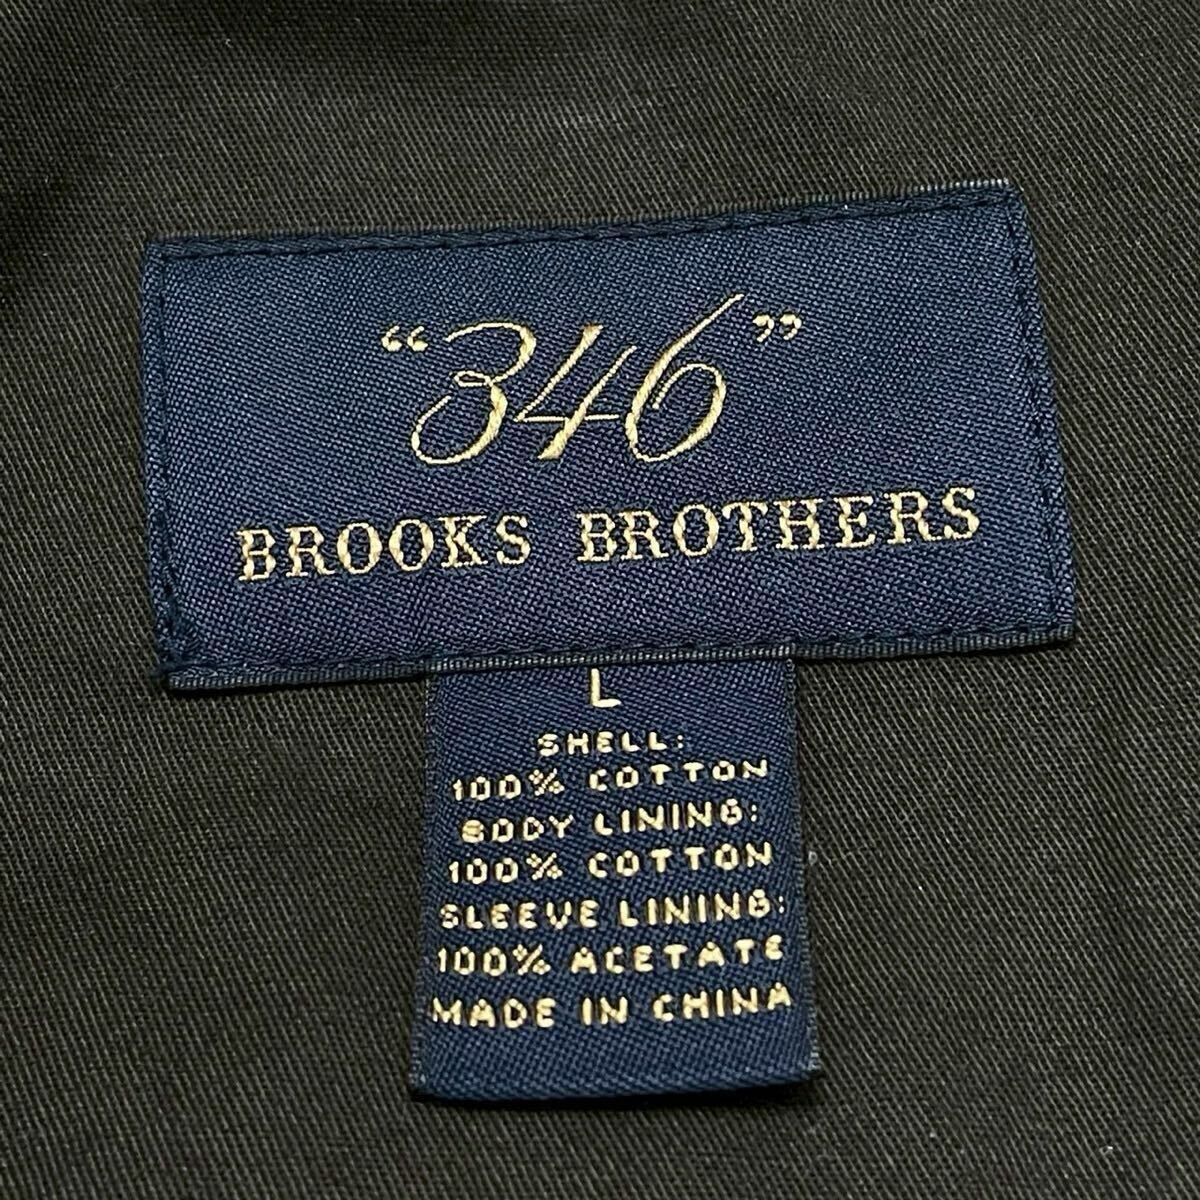 “346”
BROOKS BROTHERS
L
SHELL:
100% COTTON
BODY LINING:
100% COTTON
SLEEVE LINING:
100% ACETATE
MADE IN CHINA